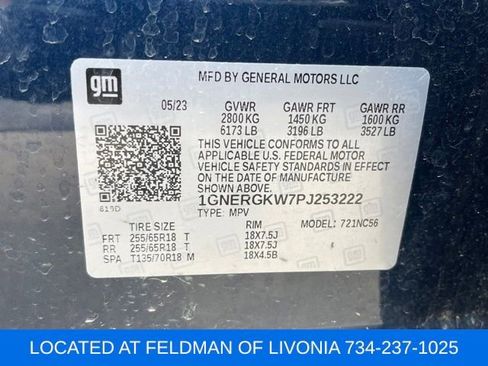 gm
MFD BY GENERAL MOTORS LLC
05/23 GVWR GAWR FRT GAWR RR
2800 KG 1450 KG 1600 KG
6173 LB 3196 LB 3527 LB
THIS VEHICLE CONFORMS TO ALL
APPLICABLE U.S. FEDERAL MOTOR
VEHICLE SAFETY STANDARDS IN EFFECT
ON THE DATE OF MANUFACTURE SHOWN
ABOVE.
1GNERGKW7PJ253222
TYPE: MPV MODEL: 721NC56
TIRE SIZE RIM
FRT 255/65R18 T 18X7.5J
RR 255/65R18 T 18X7.5J
SPA T135/70R18 M 18X4.5B
LOCATED AT FELDMAN OF LIVONIA 734-237-1025